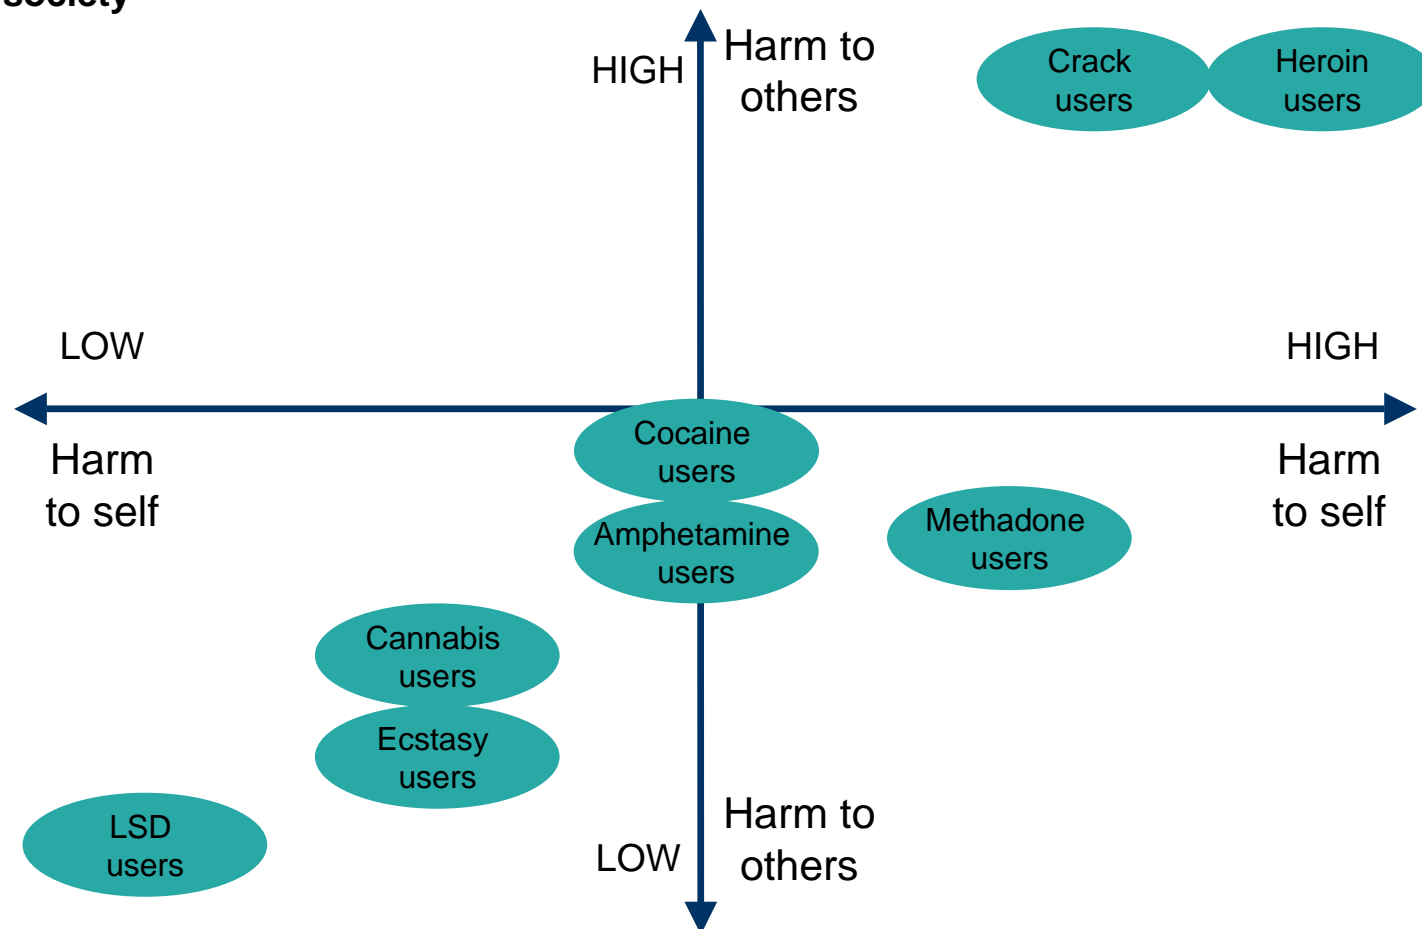 society
HIGH
Harm to
others
Crack
users
Heroin
users
LOW
HIGH
Harm
to self
Harm
to self
Cocaine
users
Amphetamine
users
Methadone
users
Cannabis
users
Ecstasy
users
LSD
users
LOW
Harm to
others